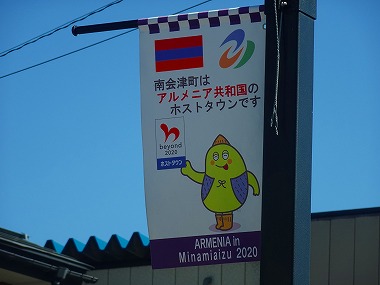 南会津町は
アルメニア共和国の
ホストタウンです
beyond
2020
ホストタウン
ARMENIA in
Minamiaizu 2020